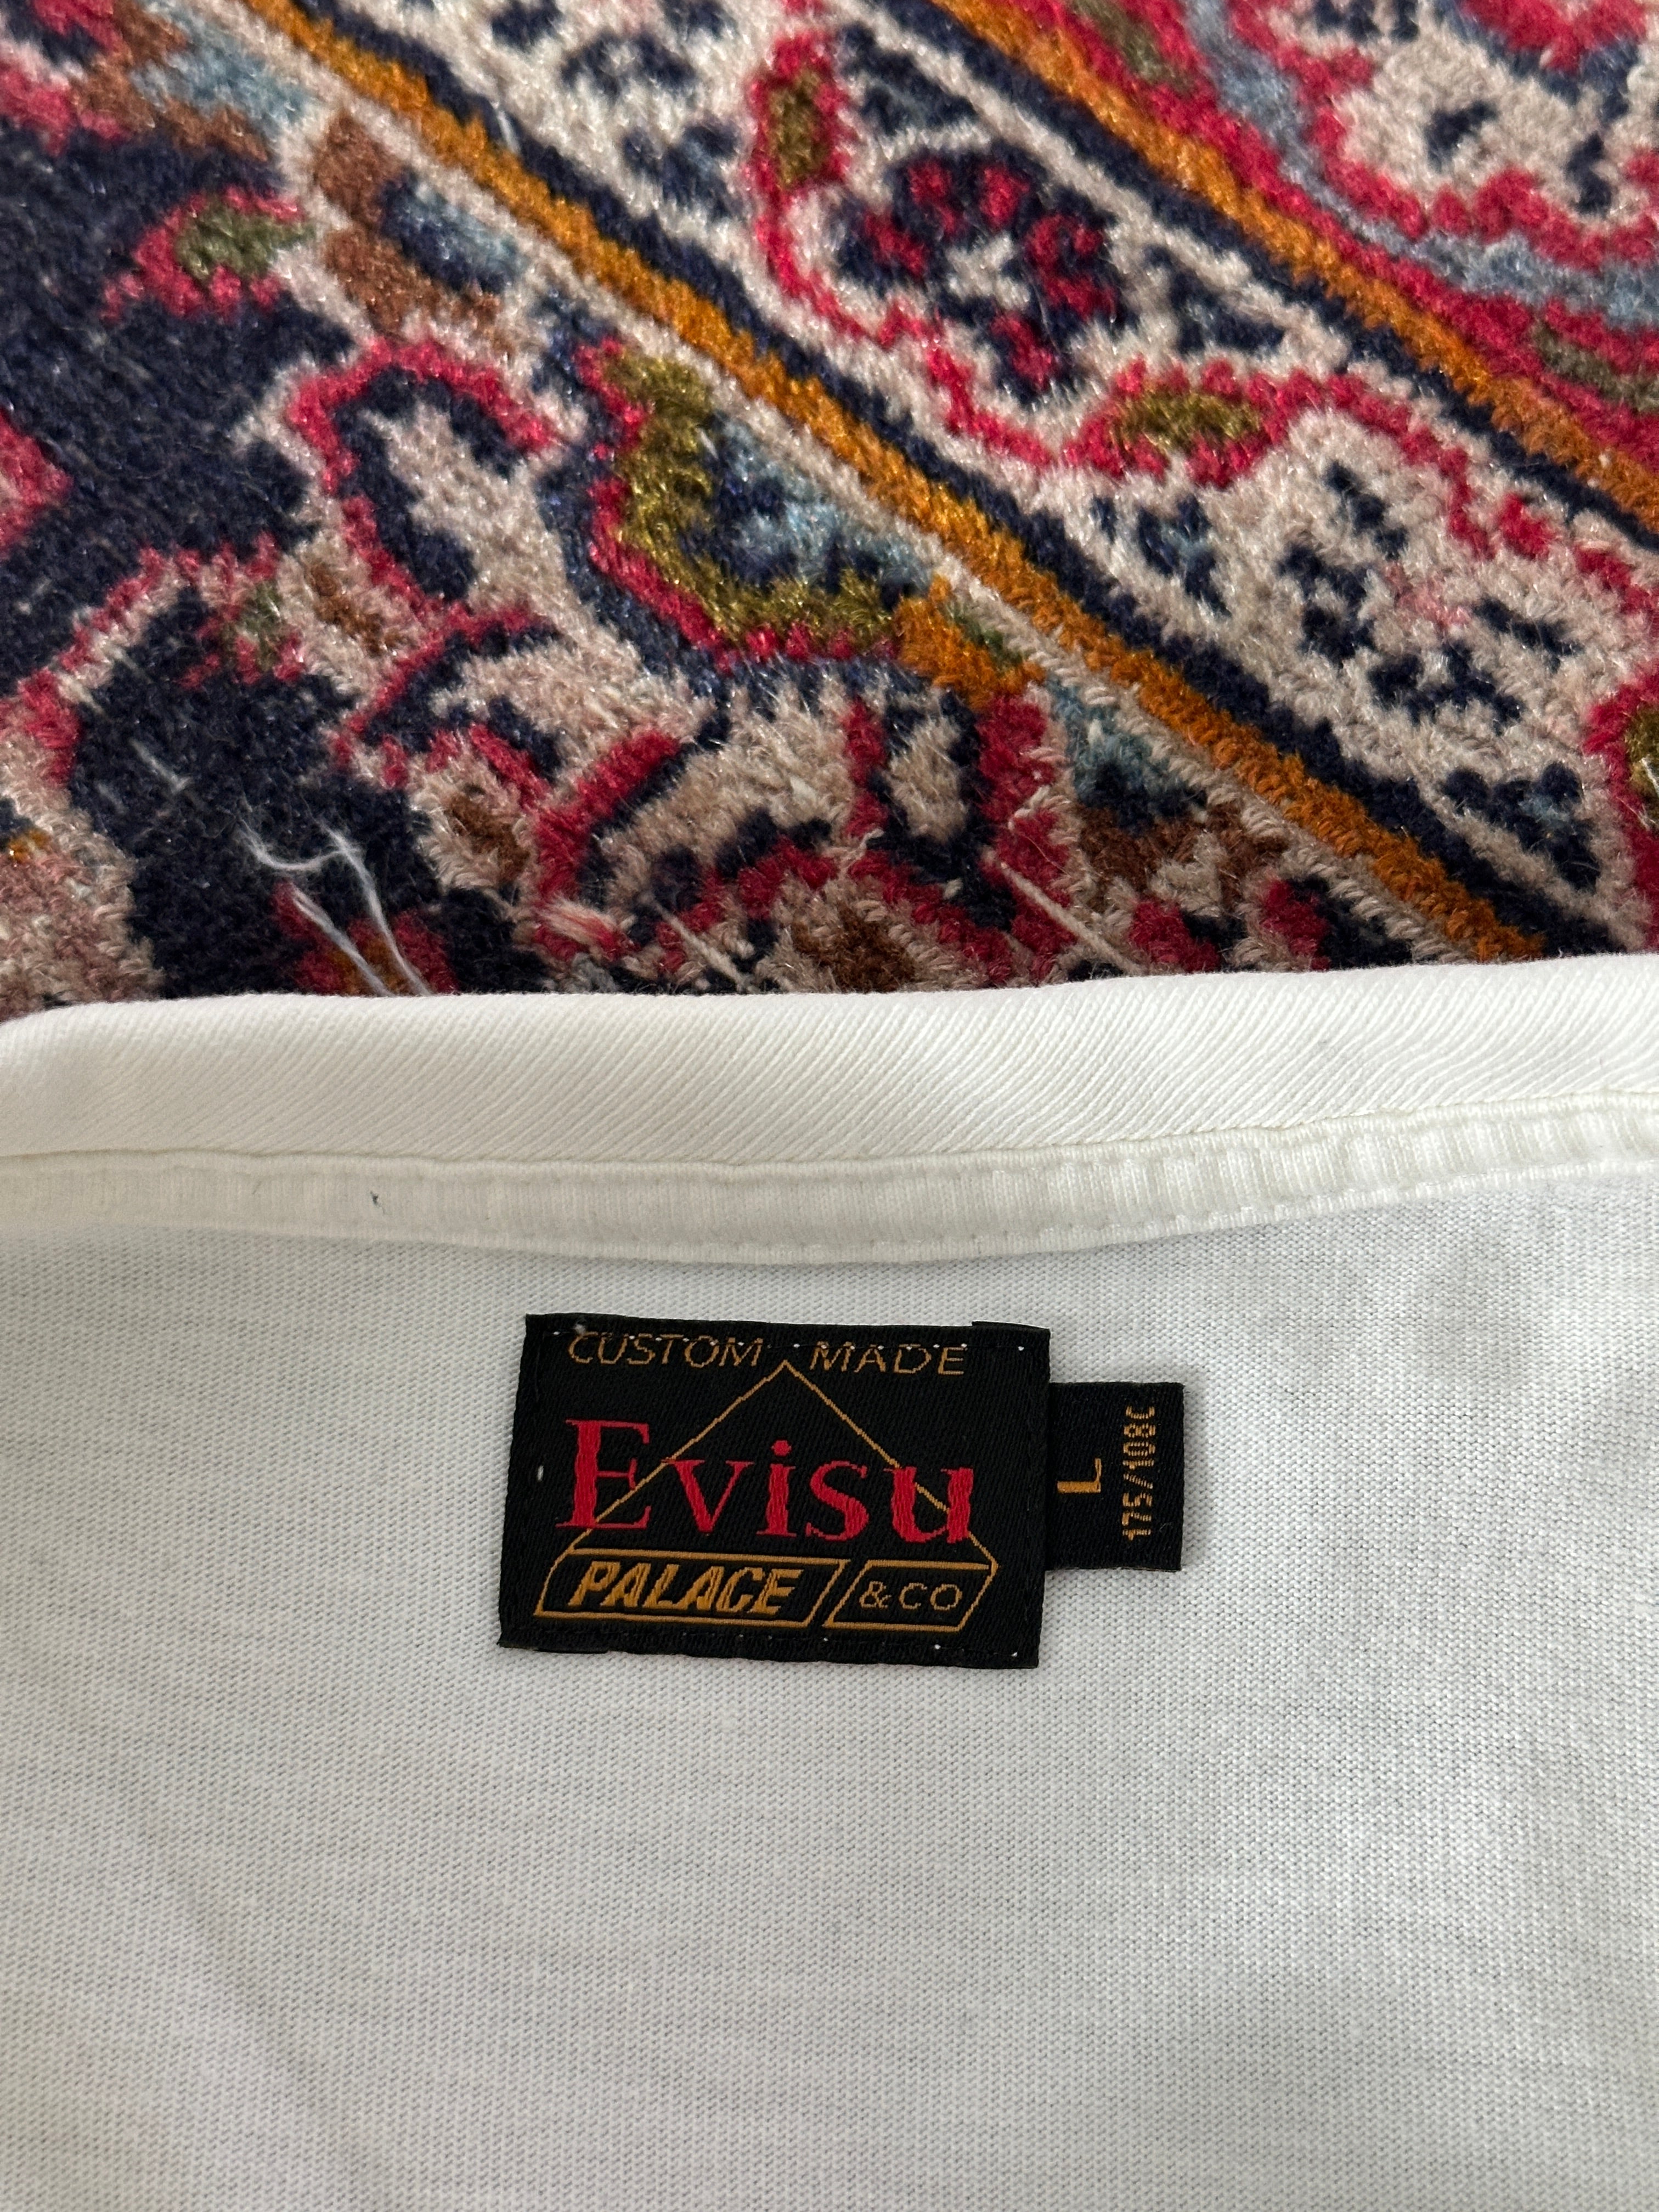 CUSTOM MADE
Evisu
PALACE &CO
L
175/108C